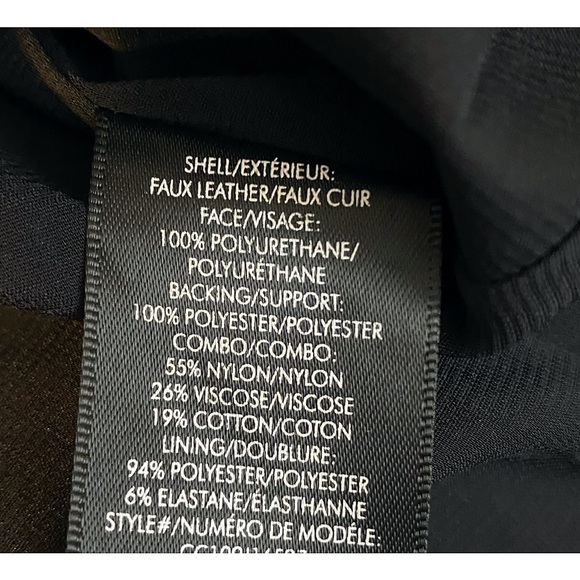 SHELL/EXTÉRIEUR:
FAUX LEATHER/FAUX CUIR
FACE/VISAGE:
100% POLYURETHANE/
POLYURÉTHANE
BACKING/SUPPORT:
100% POLYESTER/POLYESTER
COMBO/COMBO:
55% NYLON/NYLON
26% VISCOSE/VISCOSE
19% COTTON/COTON
LINING/DOUBLURE:
94% POLYESTER/POLYESTER
6% ELASTANE/ÉLASTHANNE
STYLE#/NUMÉRO DE MODÉLE: